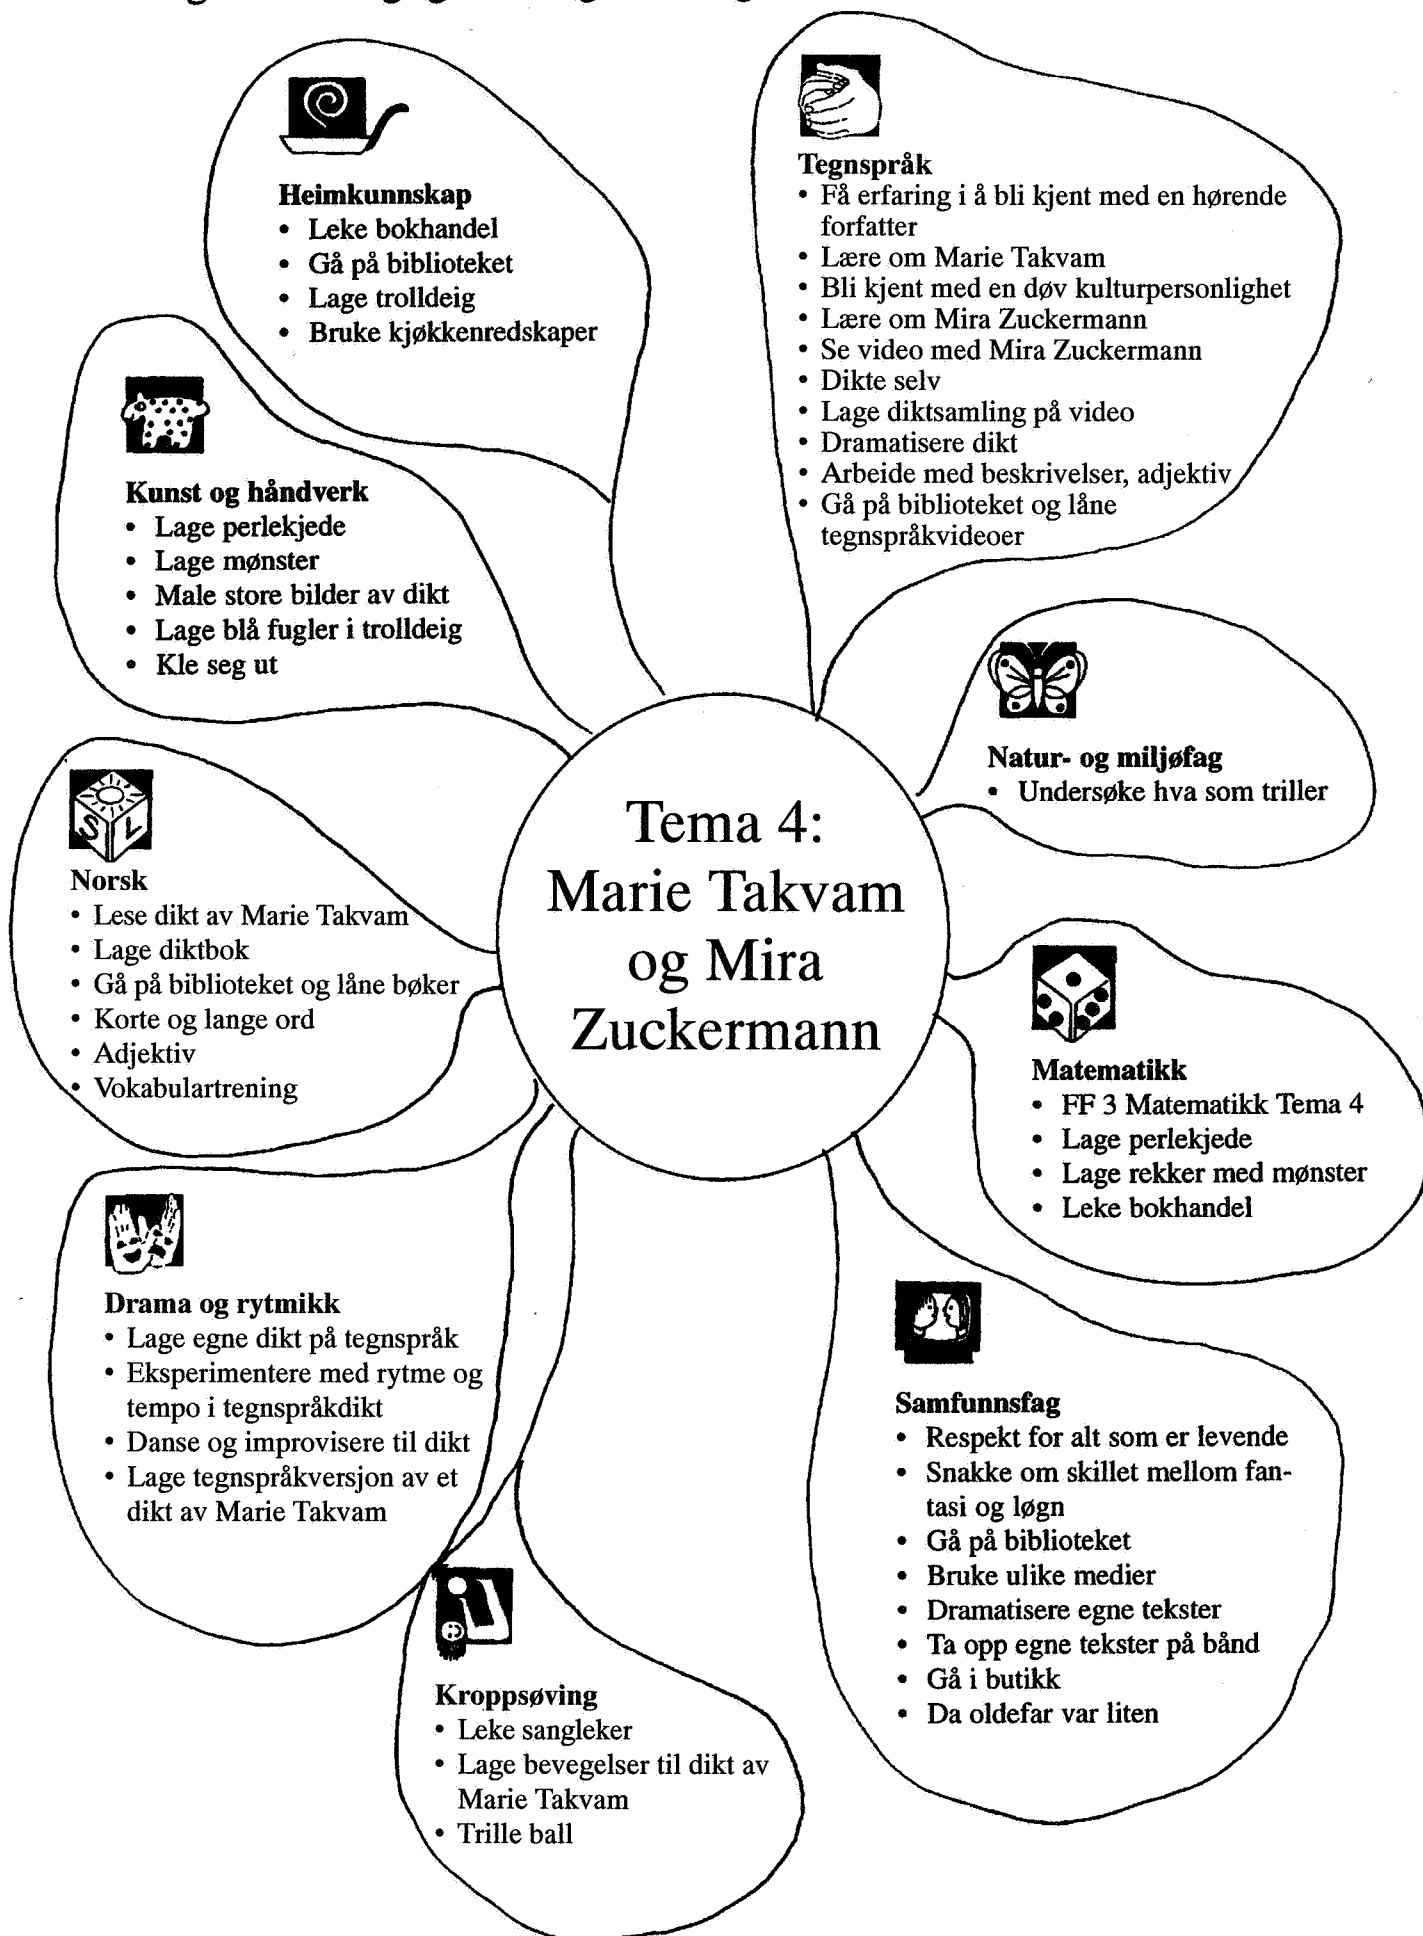 Heimkunnskap
• Leke bokhandel
• Gå på biblioteket
• Lage trolldeig
• Bruke kjøkkenredskaper
Tegnspråk
• Få erfaring i å bli kjent med en hørende
forfatter
• Lære om Marie Takvam
• Bli kjent med en døv kulturpersonlighet
• Lære om Mira Zuckermann
• Se video med Mira Zuckermann
• Dikte selv
• Lage diktsamling på video
• Dramatisere dikt
• Arbeide med beskrivelser, adjektiv
• Gå på biblioteket og låne
tegnspråkvideoer
Kunst og håndverk
• Lage perlekjede
• Lage mønster
• Male store bilder av dikt
• Lage blå fugler i trolldeig
• Kle seg ut
Natur- og miljøfag
• Undersøke hva som triller
Tema 4:
Marie Takvam
og Mira
Zuckermann
S L
Norsk
• Lese dikt av Marie Takvam
• Lage diktbok
• Gå på biblioteket og låne bøker
• Korte og lange ord
• Adjektiv
• Vokabulartrening
Matematikk
• FF 3 Matematikk Tema 4
• Lage perlekjede
• Lage rekker med mønster
• Leke bokhandel
Drama og rytmikk
• Lage egne dikt på tegnspråk
• Eksperimentere med rytme og
tempo i tegnspråkdikt
• Danse og improvisere til dikt
• Lage tegnspråkversjon av et
dikt av Marie Takvam
Samfunnsfag
• Respekt for alt som er levende
• Snakke om skillet mellom fan-
tasi og løgn
• Gå på biblioteket
• Bruke ulike medier
• Dramatisere egne tekster
• Ta opp egne tekster på bånd
• Gå i butikk
• Da oldefar var liten
Kroppsøving
• Leke sangleker
• Lage bevegelser til dikt av
Marie Takvam
• Trille ball